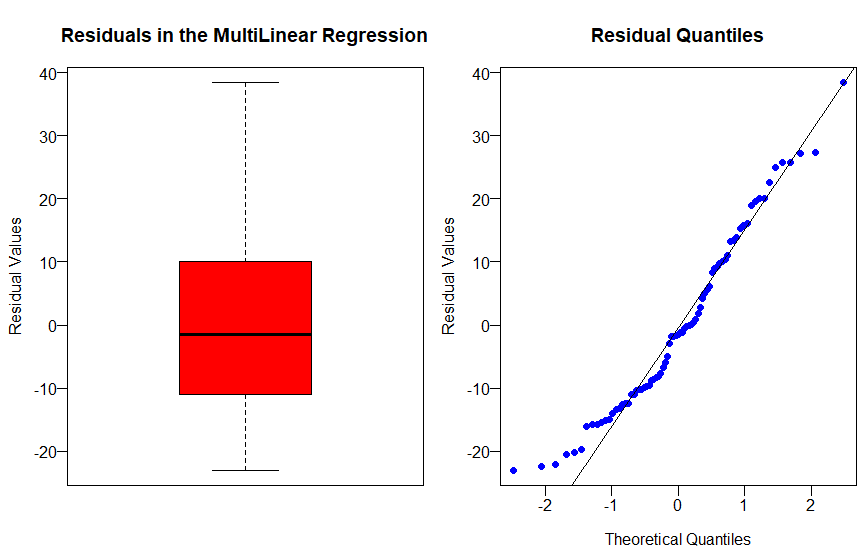 Residuals in the MultiLinear Regression
Residual Values
40
30
20
10
0
-10
-20
Residual Quantiles
Residual Values
40
30
20
10
0
-10
-20
-2 -1 0 1 2
Theoretical Quantiles